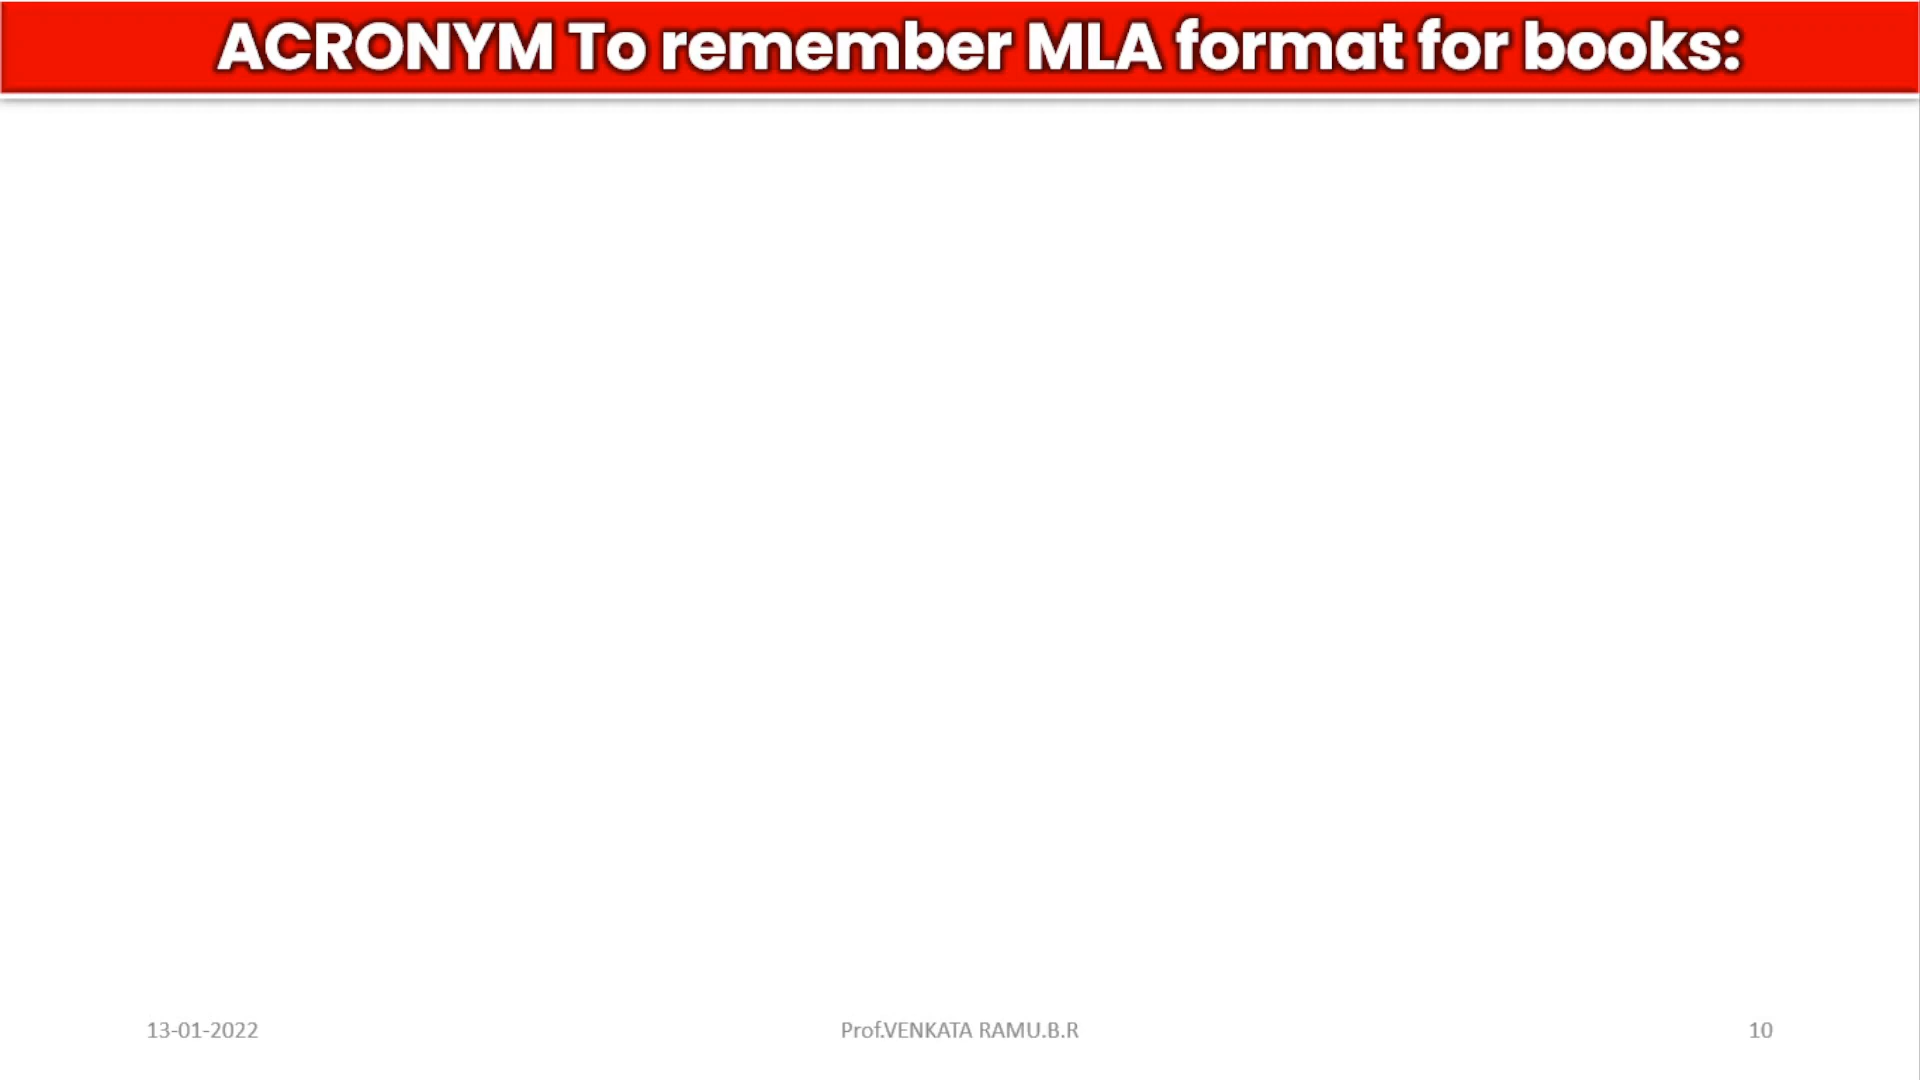 ACRONYM To remember MLA format for books:
13-01-2022
Prof.VENKATA RAMU.B.R
10